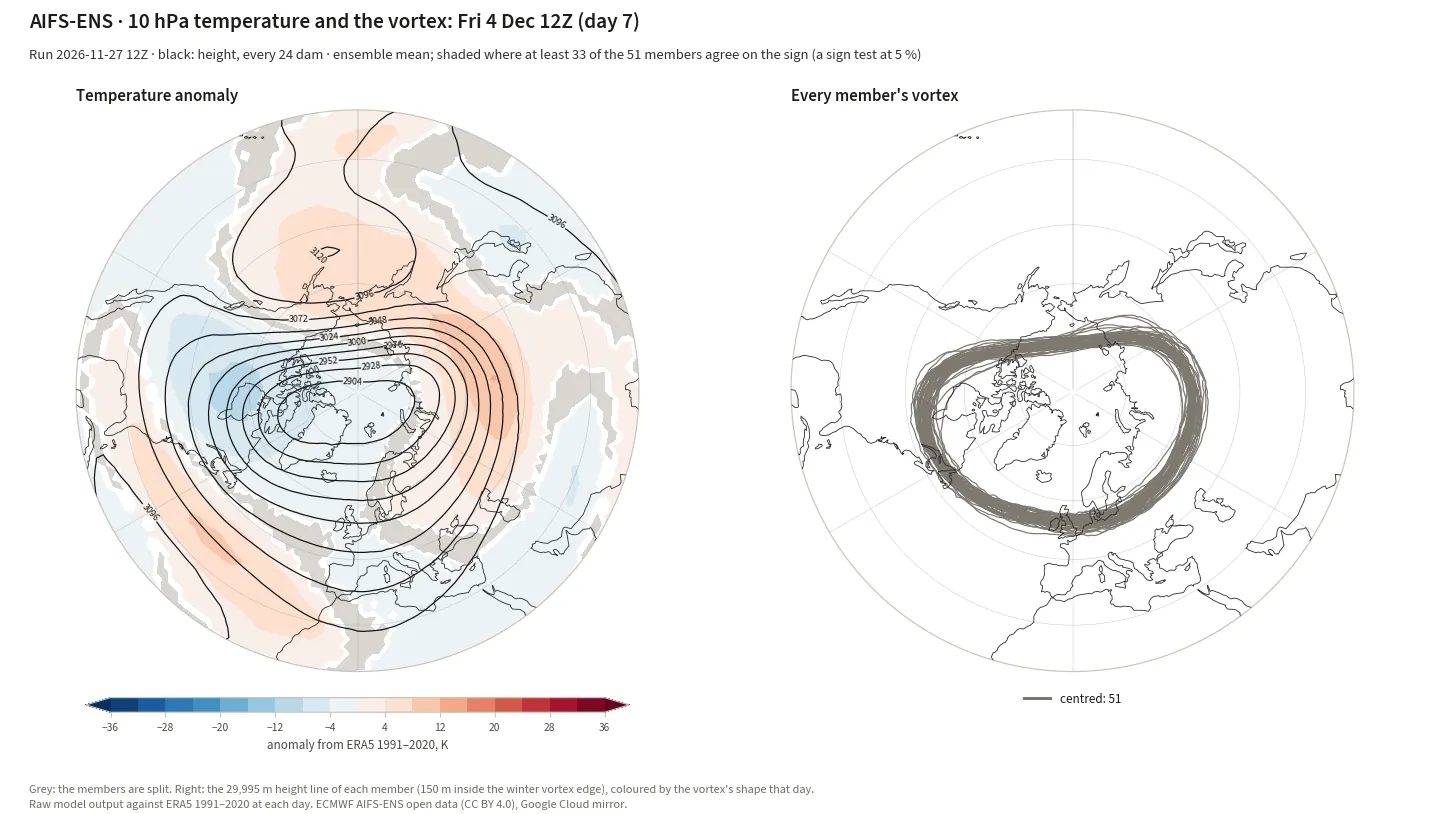 AIFS-ENS · 10 hPa temperature and the vortex: Fri 4 Dec 12Z (day 7)
Run 2026-11-27 12Z · black: height, every 24 dam · ensemble mean; shaded where at least 33 of the 51 members agree on the sign (a sign test at 5 %)
Temperature anomaly
Every member's vortex
3096
3120
3096
3072
3048
3024
3000
2976
2952
2928
2904
3096
centred: 51
−36 −28 −20 −12 −4 4 12 20 28 36
anomaly from ERA5 1991–2020, K
Grey: the members are split. Right: the 29,995 m height line of each member (150 m inside the winter vortex edge), coloured by the vortex's shape that day.
Raw model output against ERA5 1991–2020 at each day. ECMWF AIFS-ENS open data (CC BY 4.0), Google Cloud mirror.